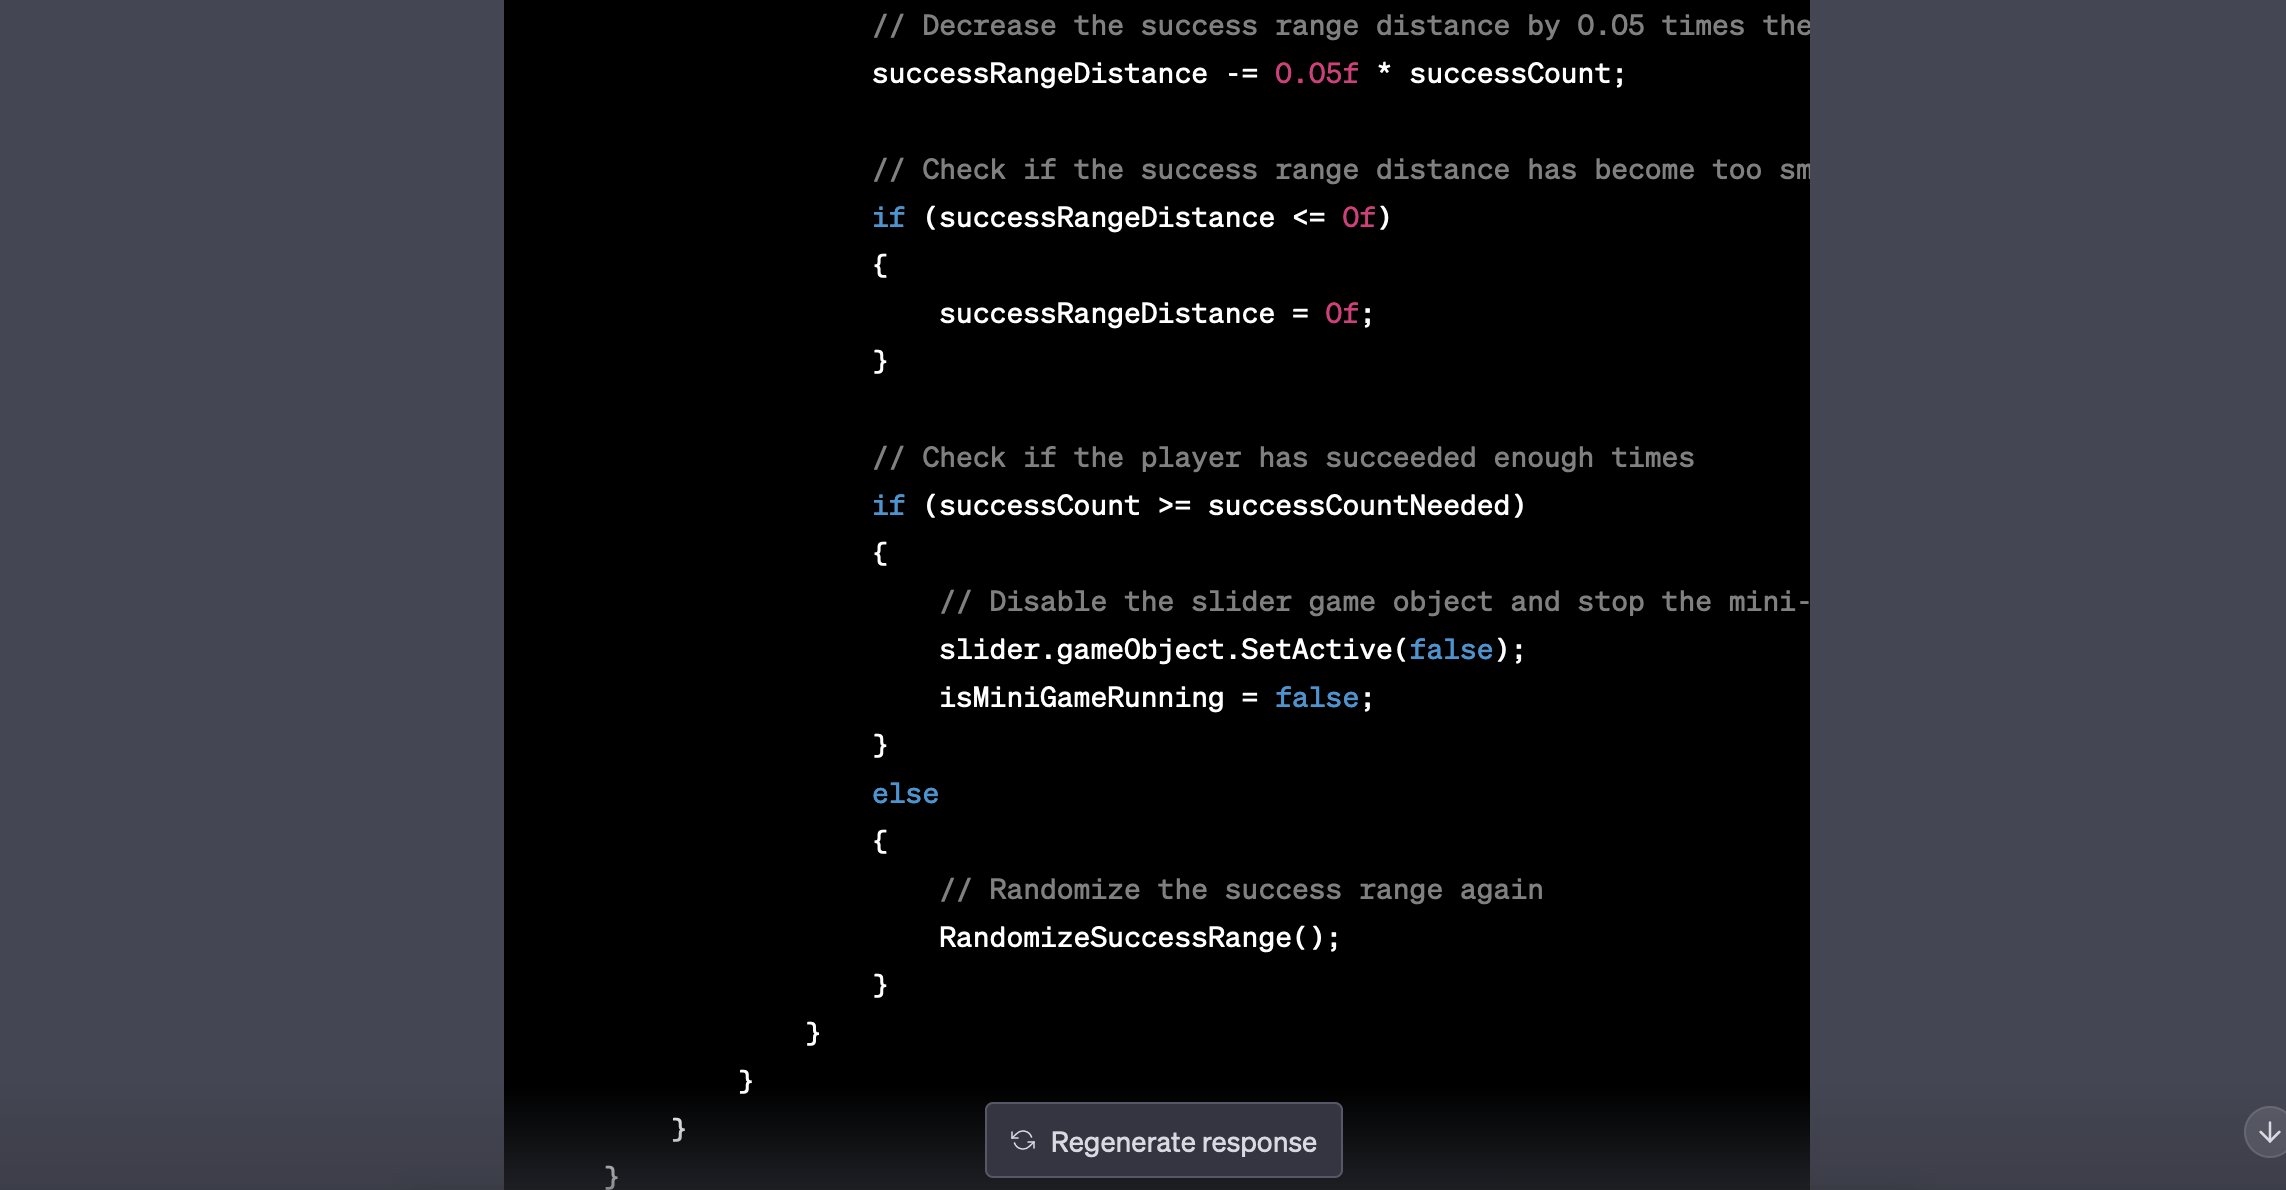 // Decrease the success range distance by 0.05 times the
successRangeDistance -= 0.05f * successCount;
// Check if the success range distance has become too sm
if (successRangeDistance <= 0f)
{
successRangeDistance = 0f;
}
// Check if the player has succeeded enough times
if (successCount >= successCountNeeded)
{
// Disable the slider game object and stop the mini-
slider.gameObject.SetActive(false);
isMiniGameRunning = false;
}
else
{
// Randomize the success range again
RandomizeSuccessRange();
}
}
}
}
}
Regenerate response